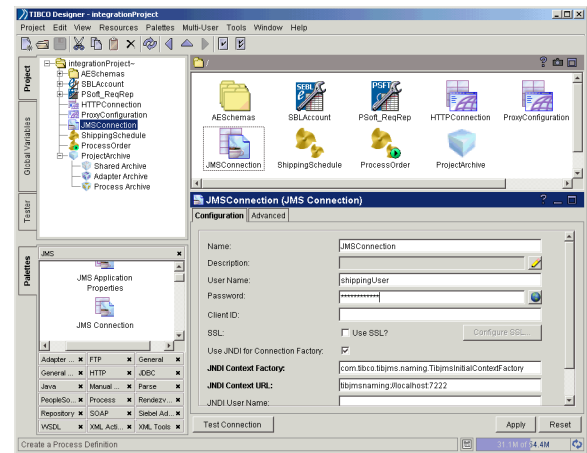 TIBCO Designer - integrationProject
Project Edit View Resources Palettes Multi-User Tools Window Help
Project
Global Variables
Tester
integrationProject~
AESchemas
SBLAccount
PSoft_ReqRep
HTTPConnection
ProxyConfiguration
JMSConnection
ShippingSchedule
ProcessOrder
ProjectArchive
Shared Archive
Adapter Archive
Process Archive
/
AESchemas SBLAccount PSoft_ReqRep HTTPConnection ProxyConfiguration
JMSConnection ShippingSchedule ProcessOrder ProjectArchive
Palettes
JMS
JMS Application
Properties
JMS Connection
Adapter ... FTP General
General ... HTTP JDBC
Java Manual ... Parse
PeopleSo... Process Rendezv...
Repository SOAP Siebel Ad...
WSDL XML Acti... XML Tools
JMSConnection (JMS Connection)
Configuration Advanced
Name: JMSConnection
Description:
User Name: shippingUser
Password: ************
Client ID:
SSL: Use SSL? Configure SSL...
Use JNDI for Connection Factory:
JNDI Context Factory: com.tibco.tibjms.naming.TibjmsInitialContextFactory
JNDI Context URL: tibjmsnaming://localhost:7222
JNDI User Name:
Test Connection Apply Reset
Create a Process Definition 31.1M of 94.4M